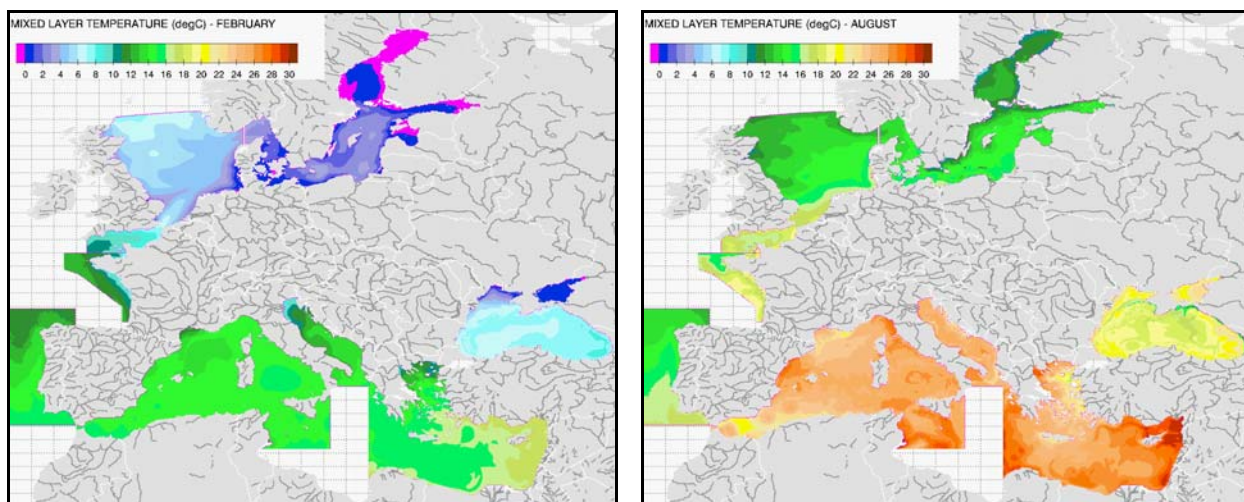 MIXED LAYER TEMPERATURE (degC) - FEBRUARY
0 2 4 6 8 10 12 14 16 18 20 22 24 26 28 30
MIXED LAYER TEMPERATURE (degC) - AUGUST
0 2 4 6 8 10 12 14 16 18 20 22 24 26 28 30